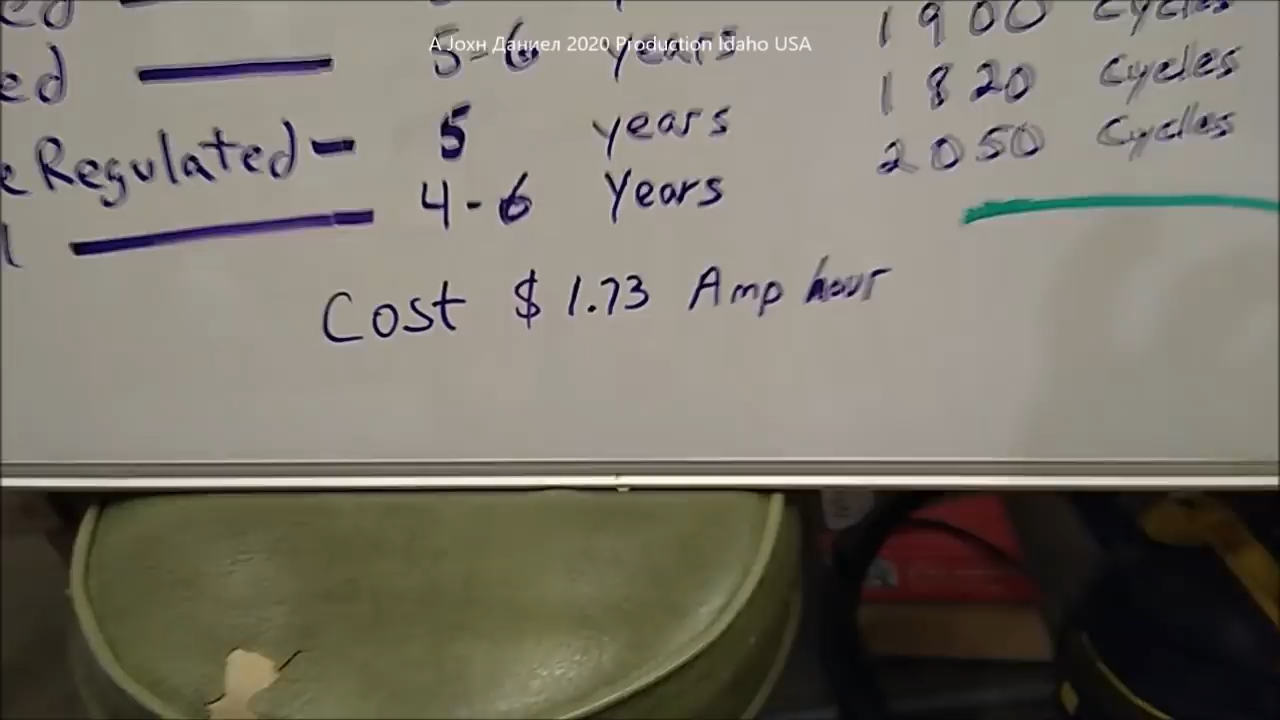 1900 cycles
А Јохн Даниел 2020 Production Idaho USA
ed 5-6 years 1820 cycles
e Regulated - 5 years 2050 cycles
4-6 Years
Cost $1.73 Amp hour